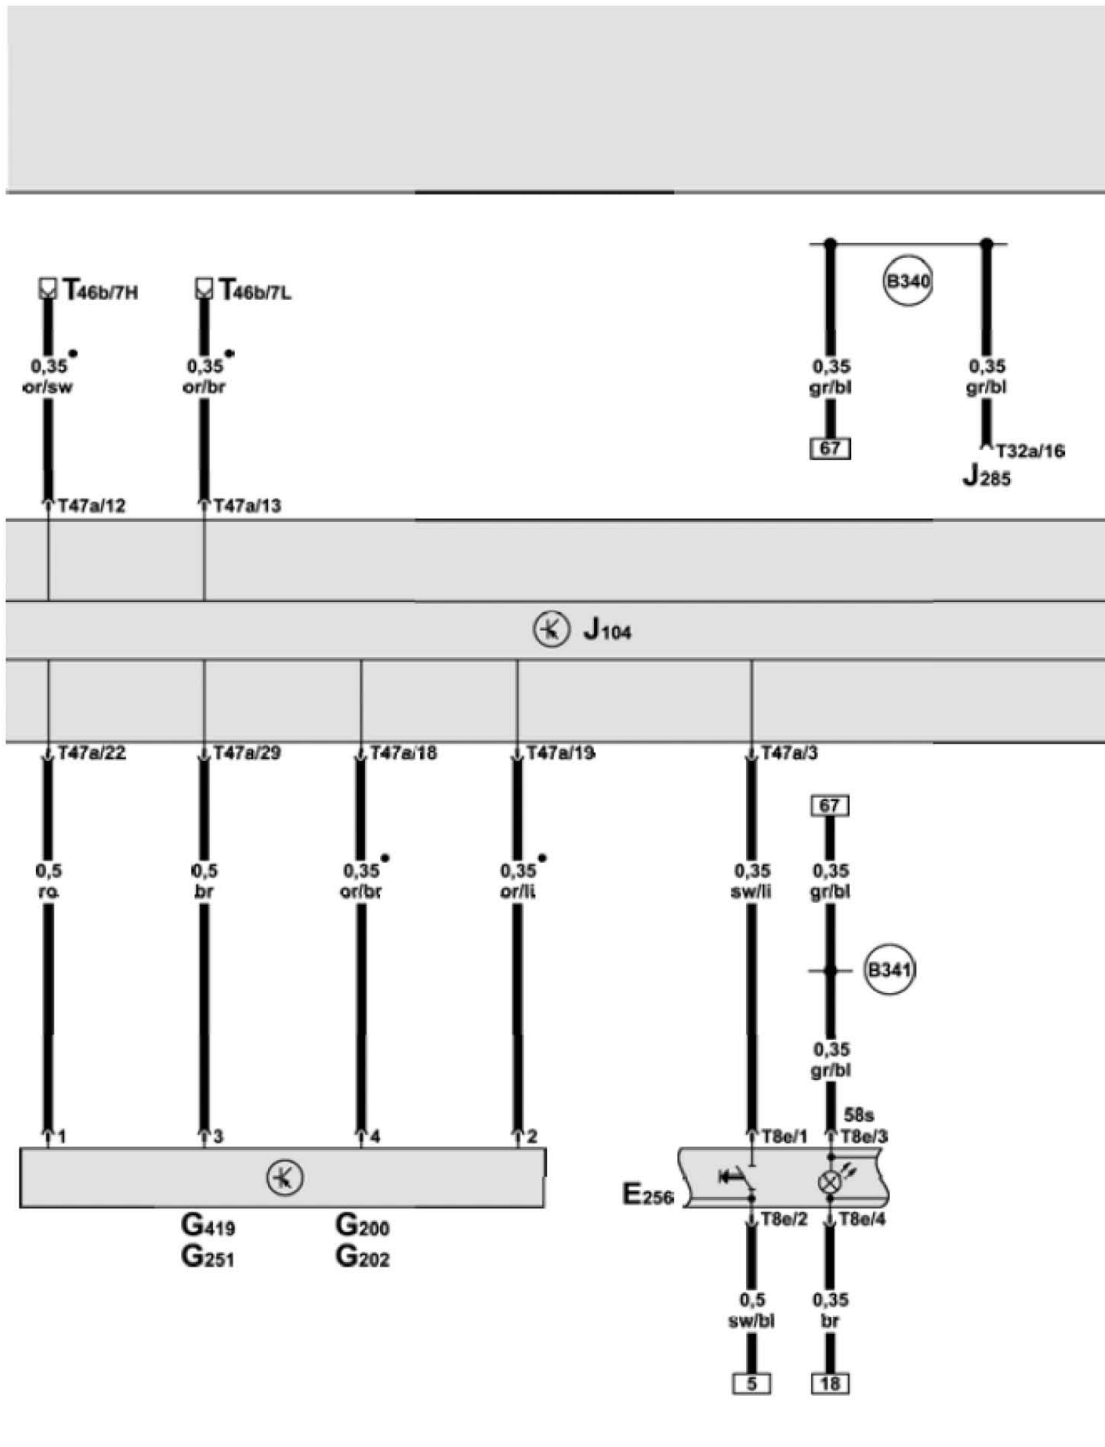 T46b/7H T46b/7L
B340
0,35 0,35 0,35 0,35
or/sw or/br gr/bl gr/bl
67 T32a/16
J285
T47a/12 T47a/13
J104
T47a/22 T47a/29 T47a/18 T47a/19 T47a/3
67
0,5 0,5 0,35 0,35 0,35 0,35
ro br or/br or/li sw/li gr/bl
B341
0,35
gr/bl
58s
1 3 4 2 T8e/1 T8e/3
E256
G419 G200 T8e/2 T8e/4
G251 G202
0,5 0,35
sw/bl br
5 18